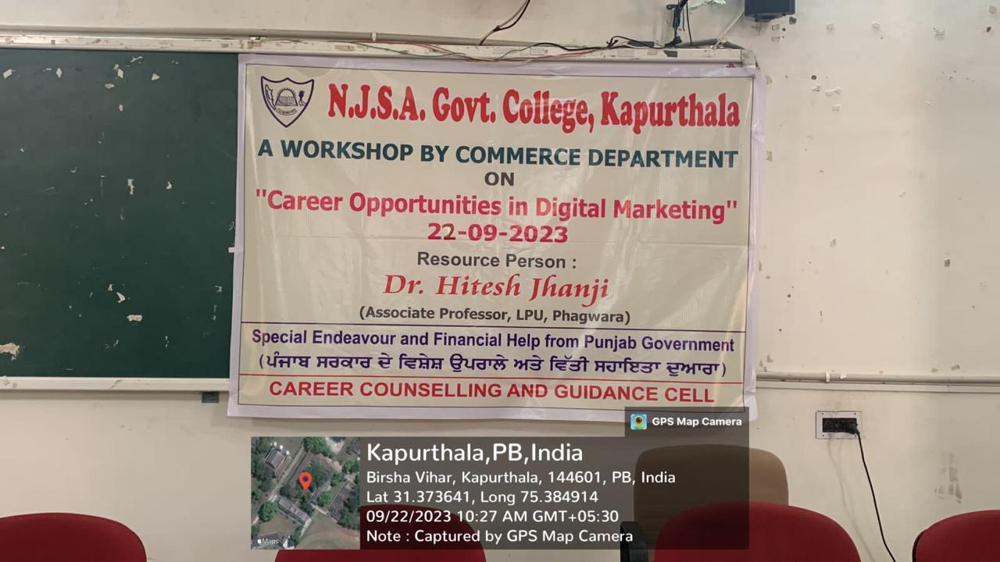 N.J.S.A. Govt. College, Kapurthala
A WORKSHOP BY COMMERCE DEPARTMENT
ON
"Career Opportunities in Digital Marketing"
22-09-2023
Resource Person :
Dr. Hitesh Jhanji
(Associate Professor, LPU, Phagwara)
Special Endeavour and Financial Help from Punjab Government
(ਪੰਜਾਬ ਸਰਕਾਰ ਦੇ ਵਿਸ਼ੇਸ਼ ਉਪਰਾਲੇ ਅਤੇ ਵਿੱਤੀ ਸਹਾਇਤਾ ਦੁਆਰਾ)
CAREER COUNSELLING AND GUIDANCE CELL
GPS Map Camera
Kapurthala,PB,India
Birsha Vihar, Kapurthala, 144601, PB, India
Lat 31.373641, Long 75.384914
09/22/2023 10:27 AM GMT+05:30
Note : Captured by GPS Map Camera
Maps